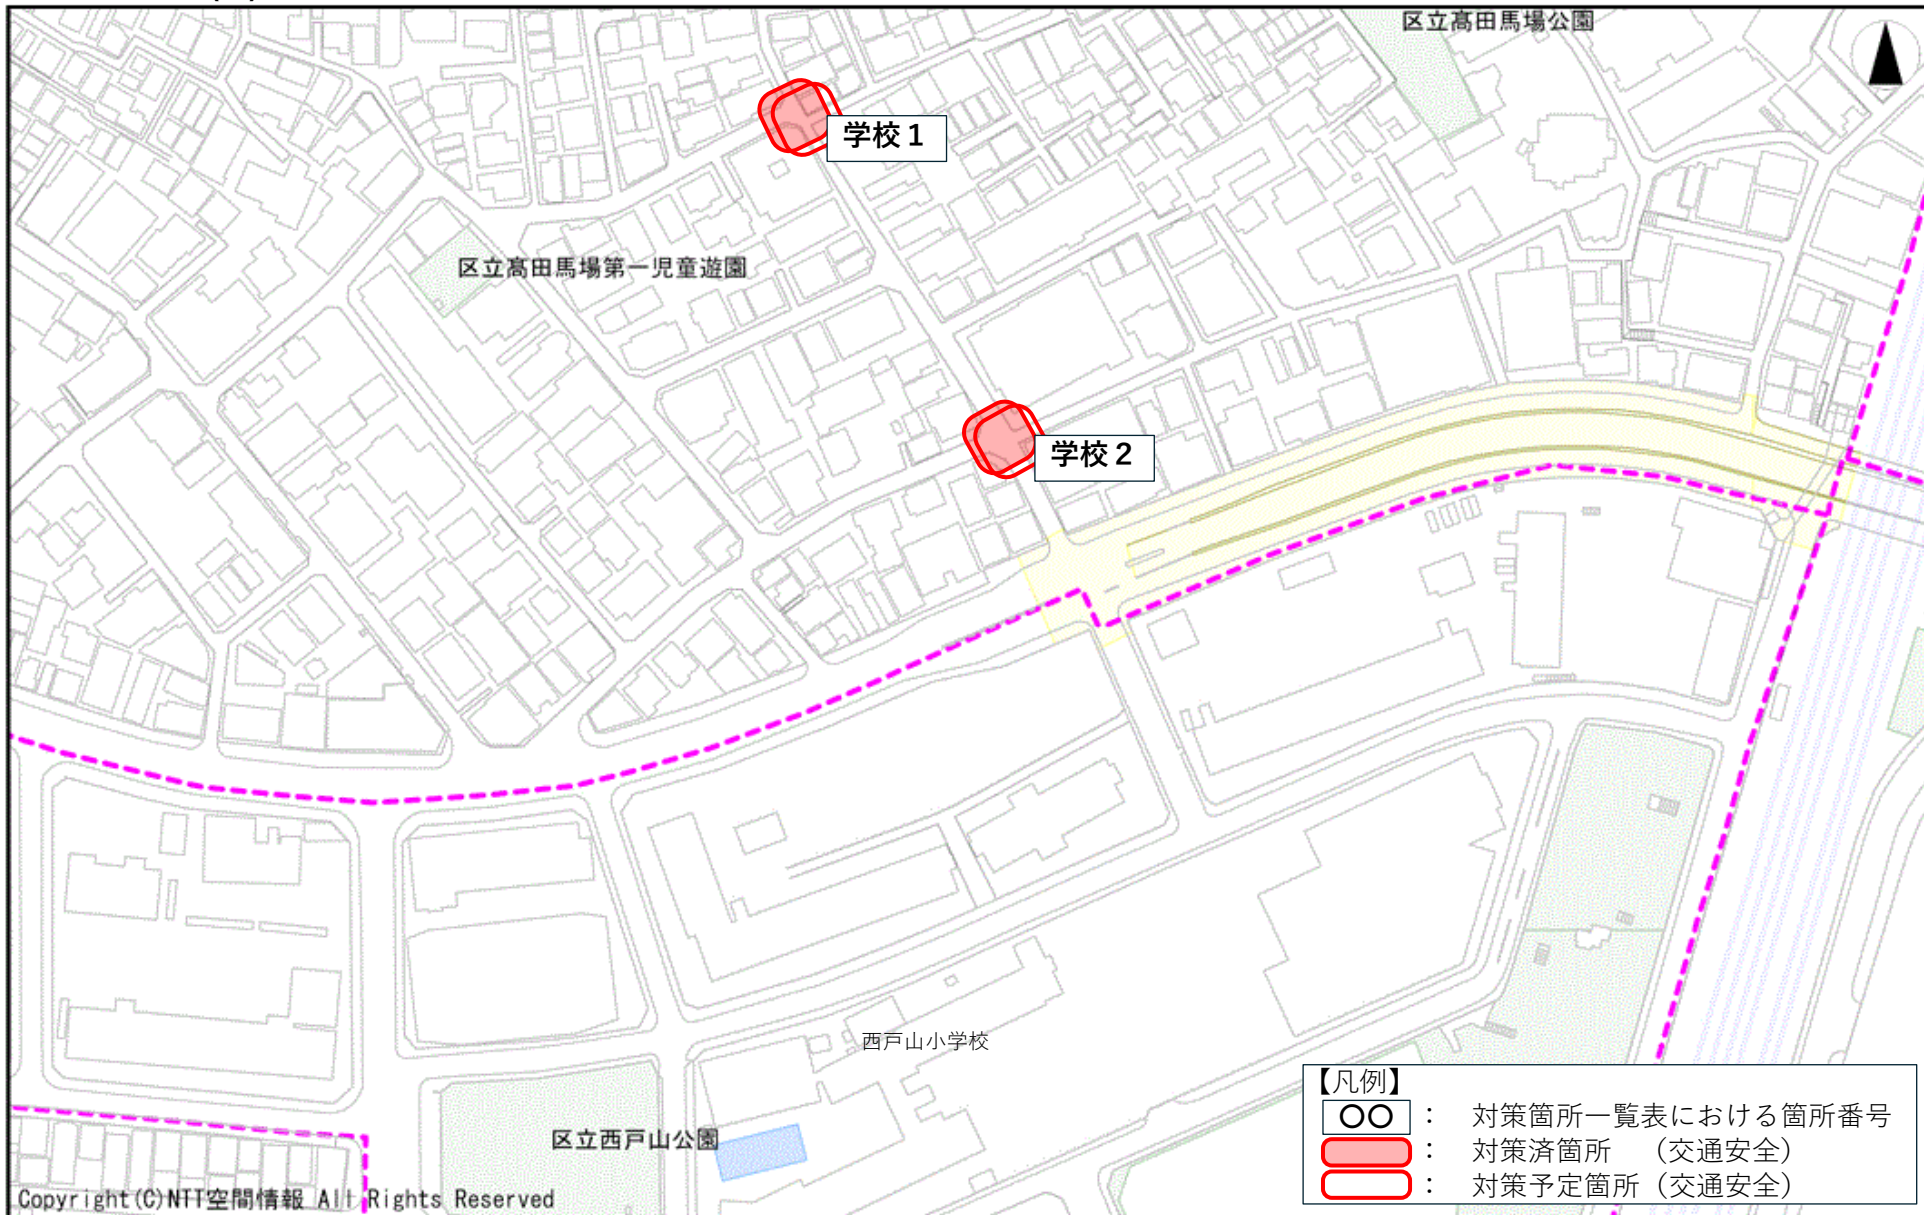 区立髙田馬場公園
学校1
区立髙田馬場第一児童遊園
学校2
西戸山小学校
区立西戸山公園
【凡例】
○○ : 対策箇所一覧表における箇所番号
: 対策済箇所 (交通安全)
: 対策予定箇所 (交通安全)
Copyright(C)NTT空間情報 All Rights Reserved